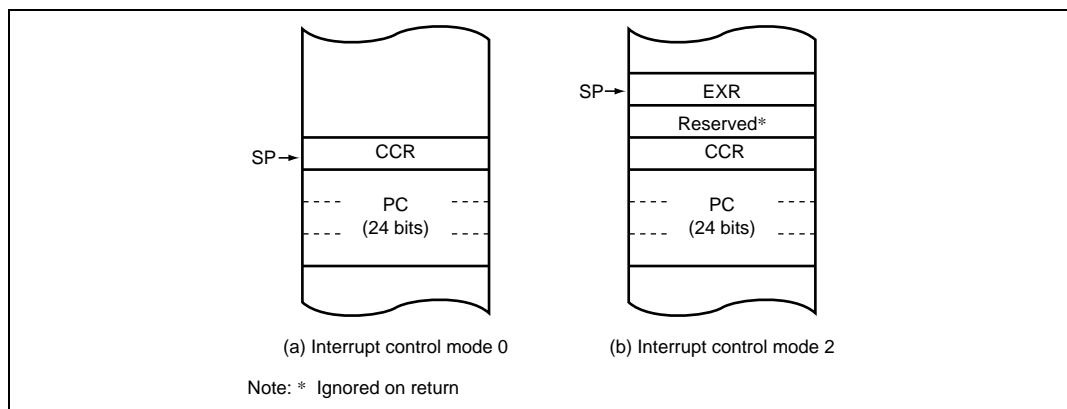 SP
CCR
PC
(24 bits)
(a) Interrupt control mode 0
SP
EXR
Reserved*
CCR
PC
(24 bits)
(b) Interrupt control mode 2
Note: * Ignored on return